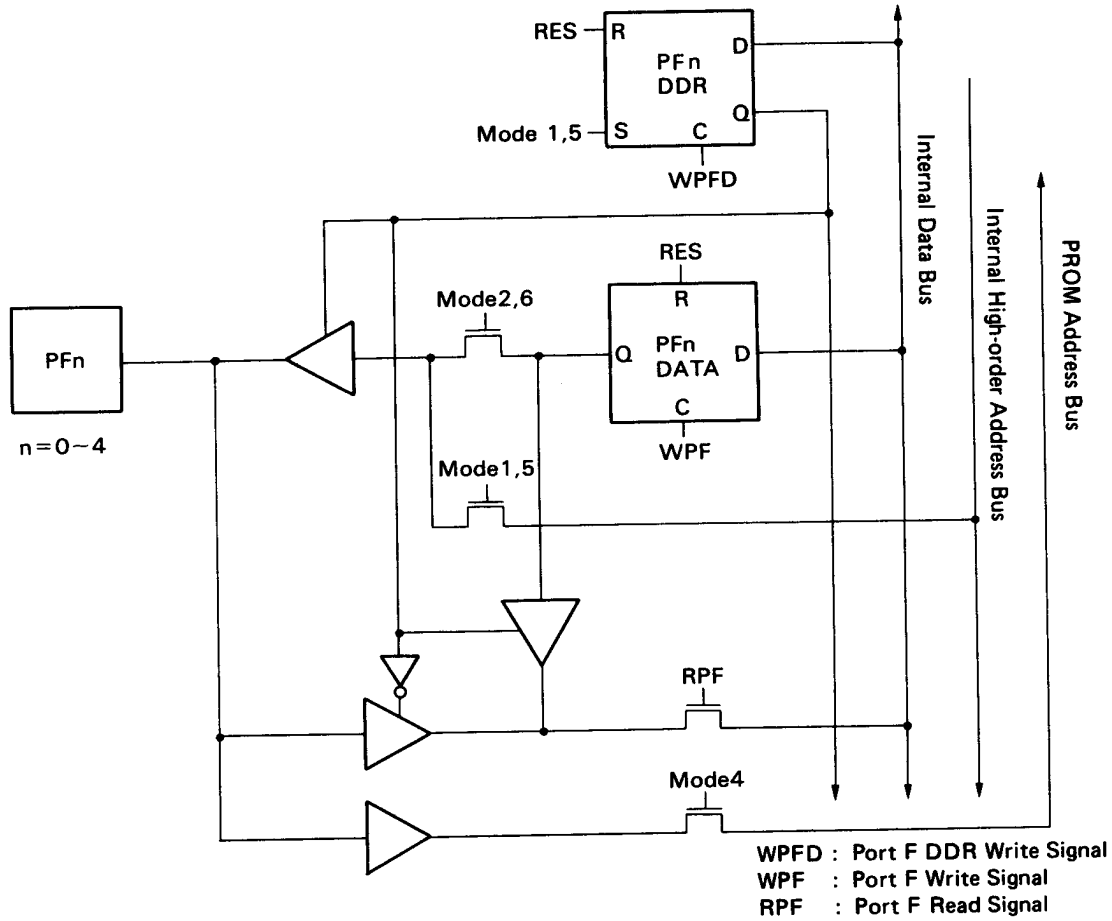 RES
R
D
PFn
DDR
Q
Mode 1,5
S
C
WPFD
Internal Data Bus
Internal High-order Address Bus
PROM Address Bus
RES
R
Mode2,6
PFn
Q
PFn
DATA
D
C
n=0~4
WPF
Mode1,5
RPF
Mode4
WPFD : Port F DDR Write Signal
WPF : Port F Write Signal
RPF : Port F Read Signal